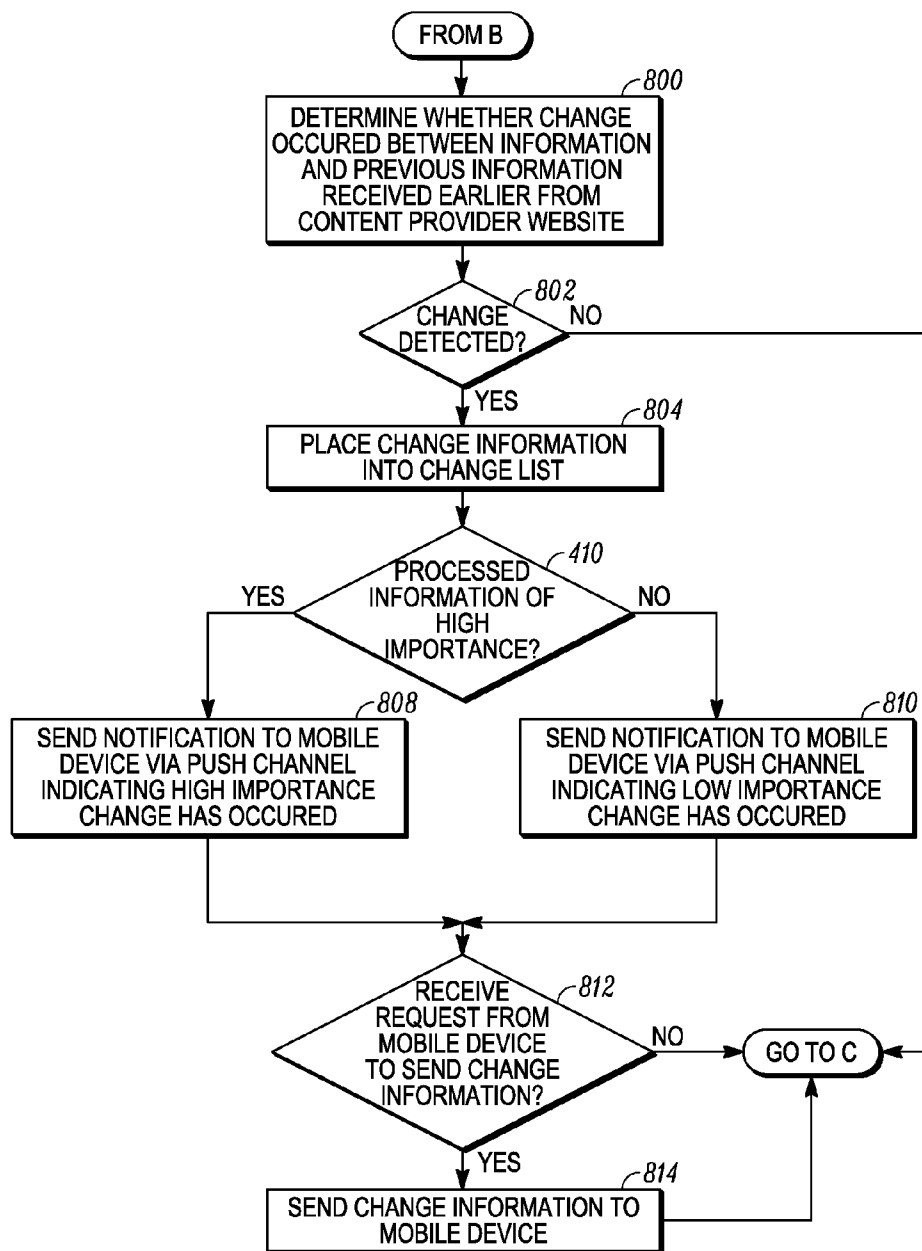 FROM B
800
DETERMINE WHETHER CHANGE
OCCURED BETWEEN INFORMATION
AND PREVIOUS INFORMATION
RECEIVED EARLIER FROM
CONTENT PROVIDER WEBSITE
802
CHANGE
DETECTED?
NO
YES
804
PLACE CHANGE INFORMATION
INTO CHANGE LIST
410
PROCESSED
INFORMATION OF
HIGH
IMPORTANCE?
YES
NO
808
SEND NOTIFICATION TO MOBILE
DEVICE VIA PUSH CHANNEL
INDICATING HIGH IMPORTANCE
CHANGE HAS OCCURED
810
SEND NOTIFICATION TO MOBILE
DEVICE VIA PUSH CHANNEL
INDICATING LOW IMPORTANCE
CHANGE HAS OCCURED
812
RECEIVE
REQUEST FROM
MOBILE DEVICE
TO SEND CHANGE
INFORMATION?
NO
GO TO C
YES
814
SEND CHANGE INFORMATION TO
MOBILE DEVICE